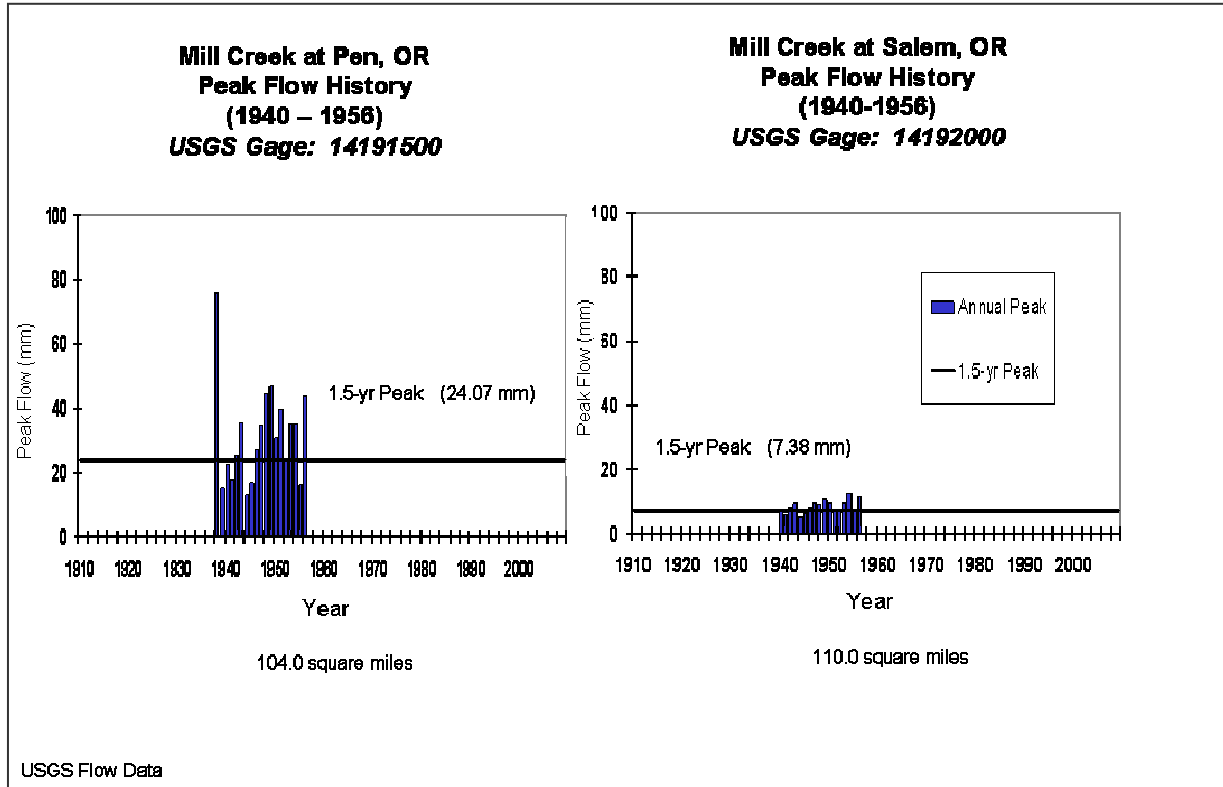 Mill Creek at Pen, OR
Peak Flow History
(1940 – 1956)
USGS Gage: 14191500
100
80
60
40
20
0
Peak Flow (mm)
1.5-yr Peak (24.07 mm)
1910 1920 1930 1940 1950 1960 1970 1980 1990 2000
Year
104.0 square miles
Mill Creek at Salem, OR
Peak Flow History
(1940-1956)
USGS Gage: 14192000
100
80
60
40
20
0
Peak Flow (mm)
Annual Peak
1.5-yr Peak
1.5-yr Peak (7.38 mm)
1910 1920 1930 1940 1950 1960 1970 1980 1990 2000
Year
110.0 square miles
USGS Flow Data